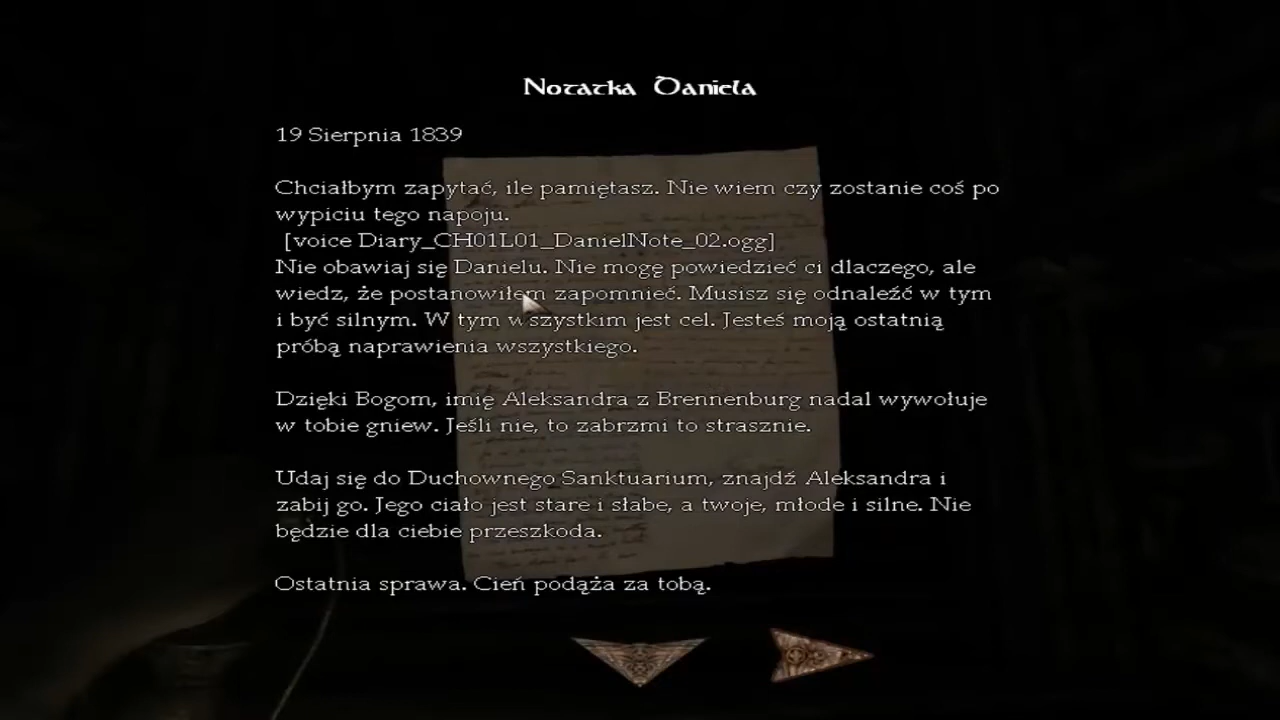 Notatka Daniela
19 Sierpnia 1839
Chciałbym zapytać, ile pamiętasz. Nie wiem czy zostanie coś po
wypiciu tego napoju.
[voice Diary_CH01L01_DanielNote_02.ogg]
Nie obawiaj się Danielu. Nie mogę powiedzieć ci dlaczego, ale
wiedz, że postanowiłem zapomnieć. Musisz się odnaleźć w tym
i być silnym. W tym wszystkim jest cel. Jesteś moją ostatnią
próbą naprawienia wszystkiego.
Dzięki Bogom, imię Aleksandra z Brennenburg nadal wywołuje
w tobie gniew. Jeśli nie, to zabrzmi to strasznie.
Udaj się do Duchownego Sanktuarium, znajdź Aleksandra i
zabij go. Jego ciało jest stare i słabe, a twoje, młode i silne. Nie
będzie dla ciebie przeszkoda.
Ostatnia sprawa. Cień podąża za tobą.